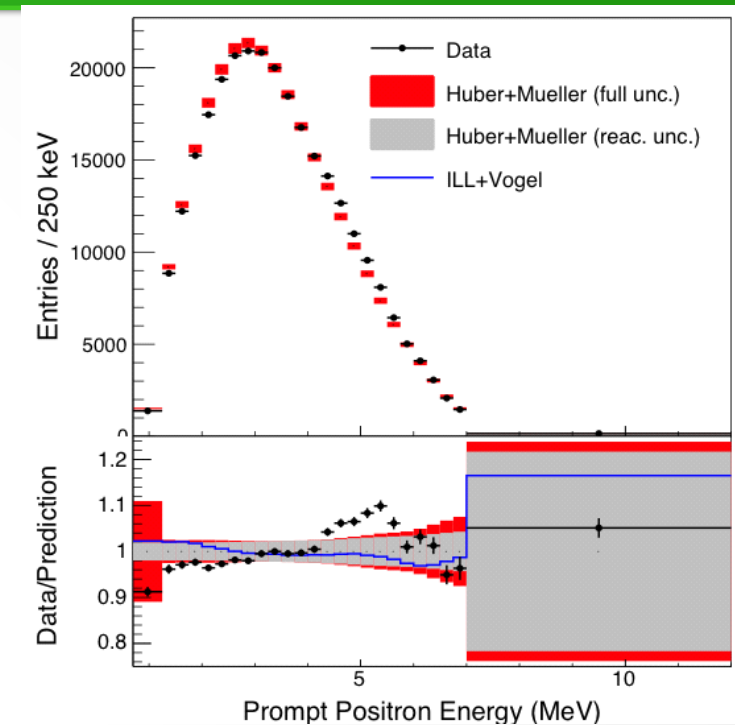 20000
15000
10000
5000
0
Entries / 250 keV
Data
Huber+Mueller (full unc.)
Huber+Mueller (reac. unc.)
ILL+Vogel
1.2
1.1
1
0.9
0.8
Data/Prediction
5
10
Prompt Positron Energy (MeV)